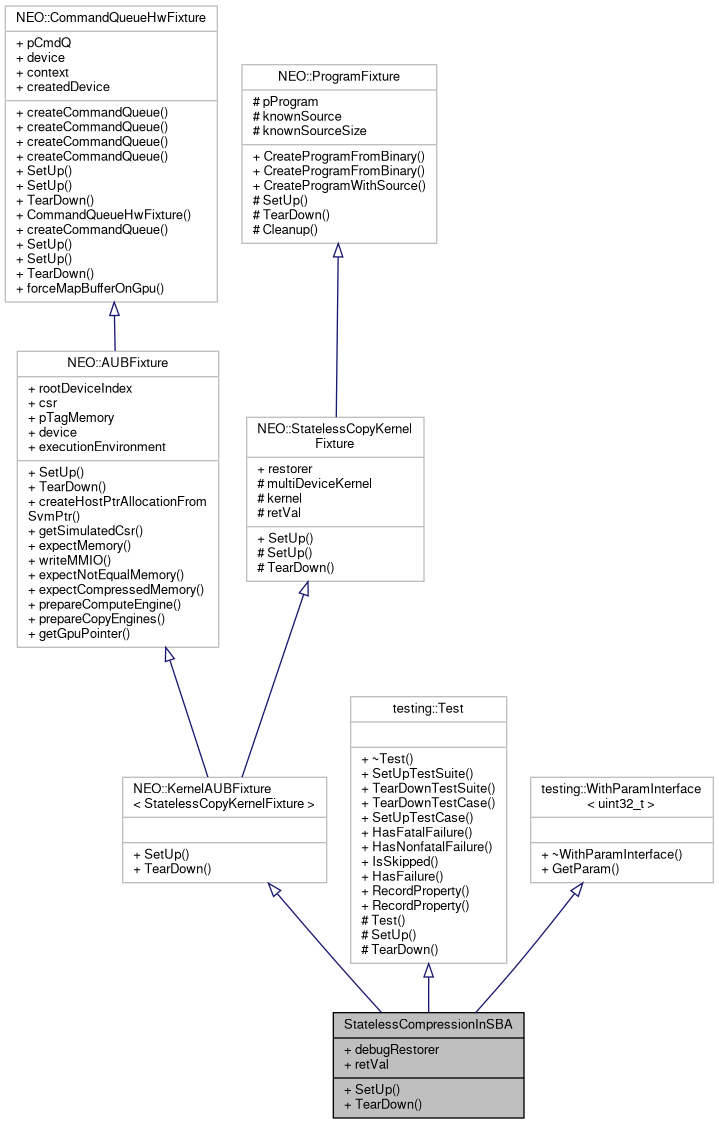 NEO::CommandQueueHwFixture
+ pCmdQ
+ device
+ context
+ createdDevice
+ createCommandQueue()
+ createCommandQueue()
+ createCommandQueue()
+ createCommandQueue()
+ SetUp()
+ SetUp()
+ TearDown()
+ CommandQueueHwFixture()
+ createCommandQueue()
+ SetUp()
+ SetUp()
+ TearDown()
+ forceMapBufferOnGpu()
NEO::ProgramFixture
# pProgram
# knownSource
# knownSourceSize
+ CreateProgramFromBinary()
+ CreateProgramFromBinary()
+ CreateProgramWithSource()
# SetUp()
# TearDown()
# Cleanup()
NEO::AUBFixture
+ rootDeviceIndex
+ csr
+ pTagMemory
+ device
+ executionEnvironment
+ SetUp()
+ TearDown()
+ createHostPtrAllocationFrom
SvmPtr()
+ getSimulatedCsr()
+ expectMemory()
+ writeMMIO()
+ expectNotEqualMemory()
+ expectCompressedMemory()
+ prepareComputeEngine()
+ prepareCopyEngines()
+ getGpuPointer()
NEO::StatelessCopyKernel
Fixture
+ restorer
# multiDeviceKernel
# kernel
# retVal
+ SetUp()
# SetUp()
# TearDown()
NEO::KernelAUBFixture
< StatelessCopyKernelFixture >
+ SetUp()
+ TearDown()
testing::Test
+ ~Test()
+ SetUpTestSuite()
+ TearDownTestSuite()
+ TearDownTestCase()
+ SetUpTestCase()
+ HasFatalFailure()
+ HasNonfatalFailure()
+ IsSkipped()
+ HasFailure()
+ RecordProperty()
+ RecordProperty()
# Test()
# SetUp()
# TearDown()
testing::WithParamInterface
< uint32_t >
+ ~WithParamInterface()
+ GetParam()
StatelessCompressionInSBA
+ debugRestorer
+ retVal
+ SetUp()
+ TearDown()